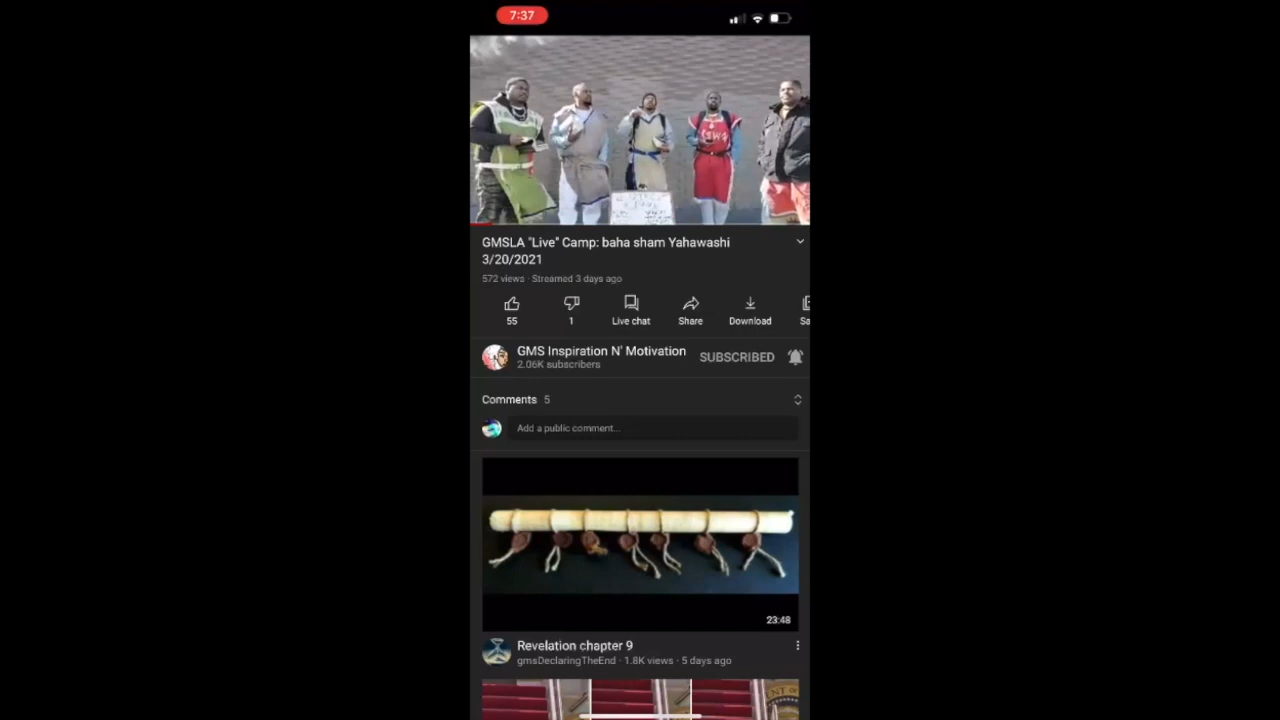 7:37
GMSLA "Live" Camp: baha sham Yahawashi
3/20/2021
572 views · Streamed 3 days ago
55
1
Live chat
Share
Download
Sa
GMS Inspiration N' Motivation
2.06K subscribers
SUBSCRIBED
Comments 5
Add a public comment...
23:48
Revelation chapter 9
gmsDeclaringTheEnd · 1.8K views · 5 days ago